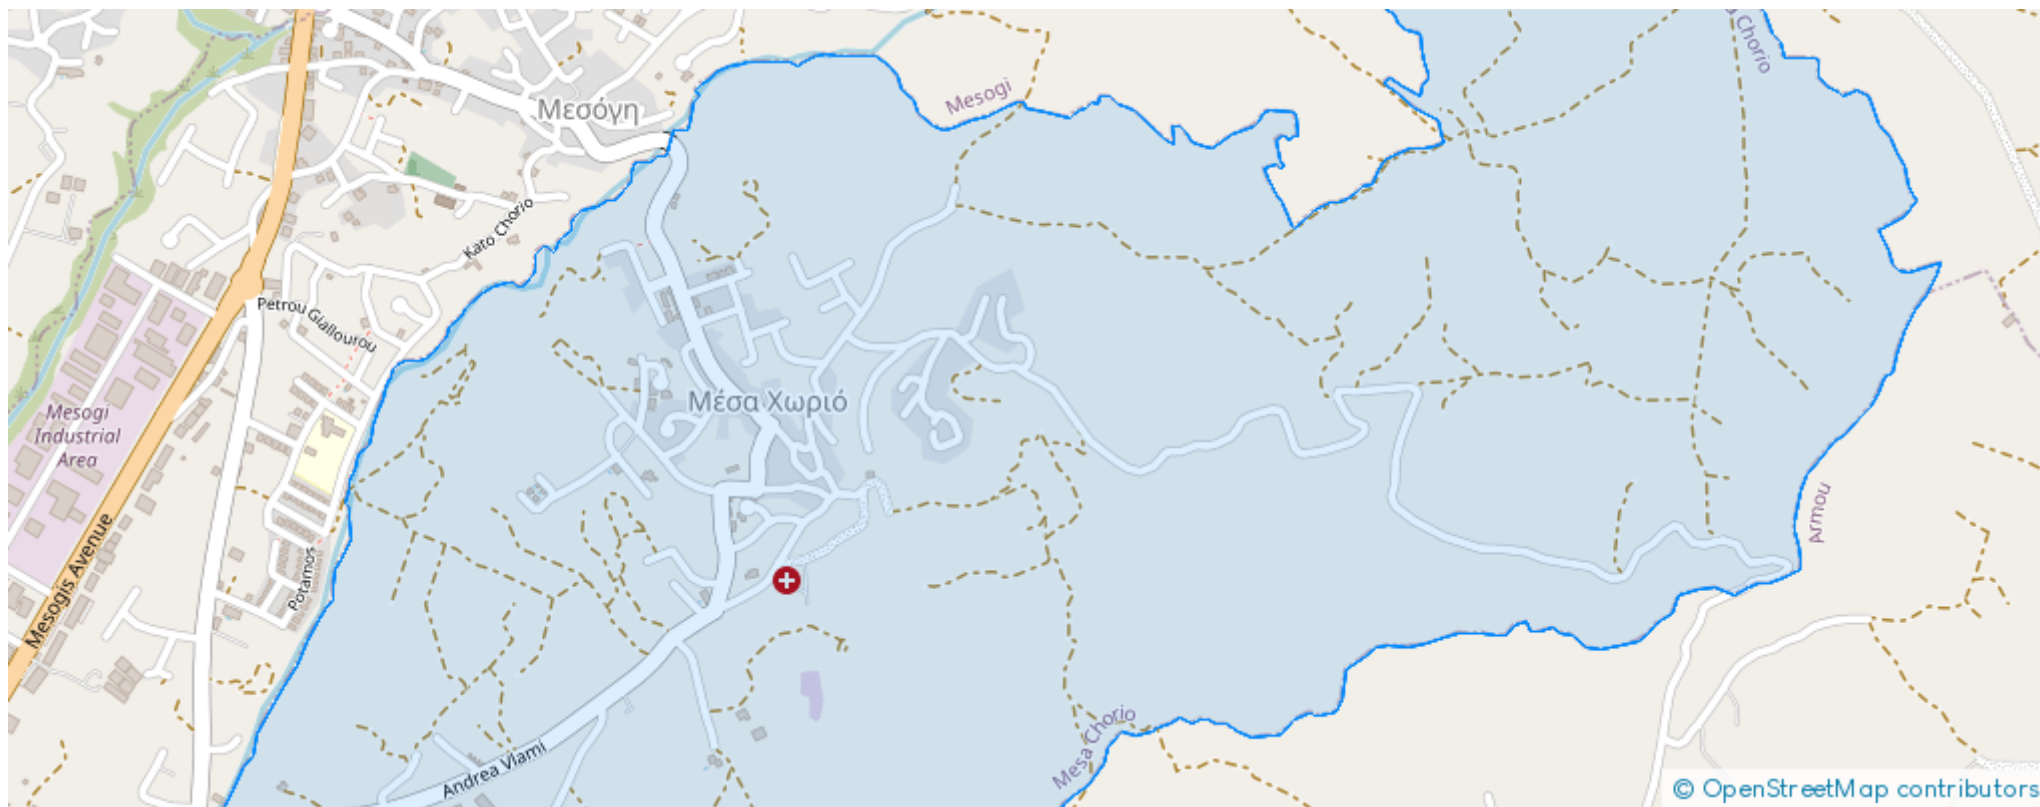 Μεσόγη
Mesogi
a Chorio
Kato Chorio
Petrou Giallourou
Mesogi
Industrial
Area
Μέσα Χωριό
Armou
Mesogis Avenue
Potamos
Mesa Chorio
Andrea Vlami
© OpenStreetMap contributors